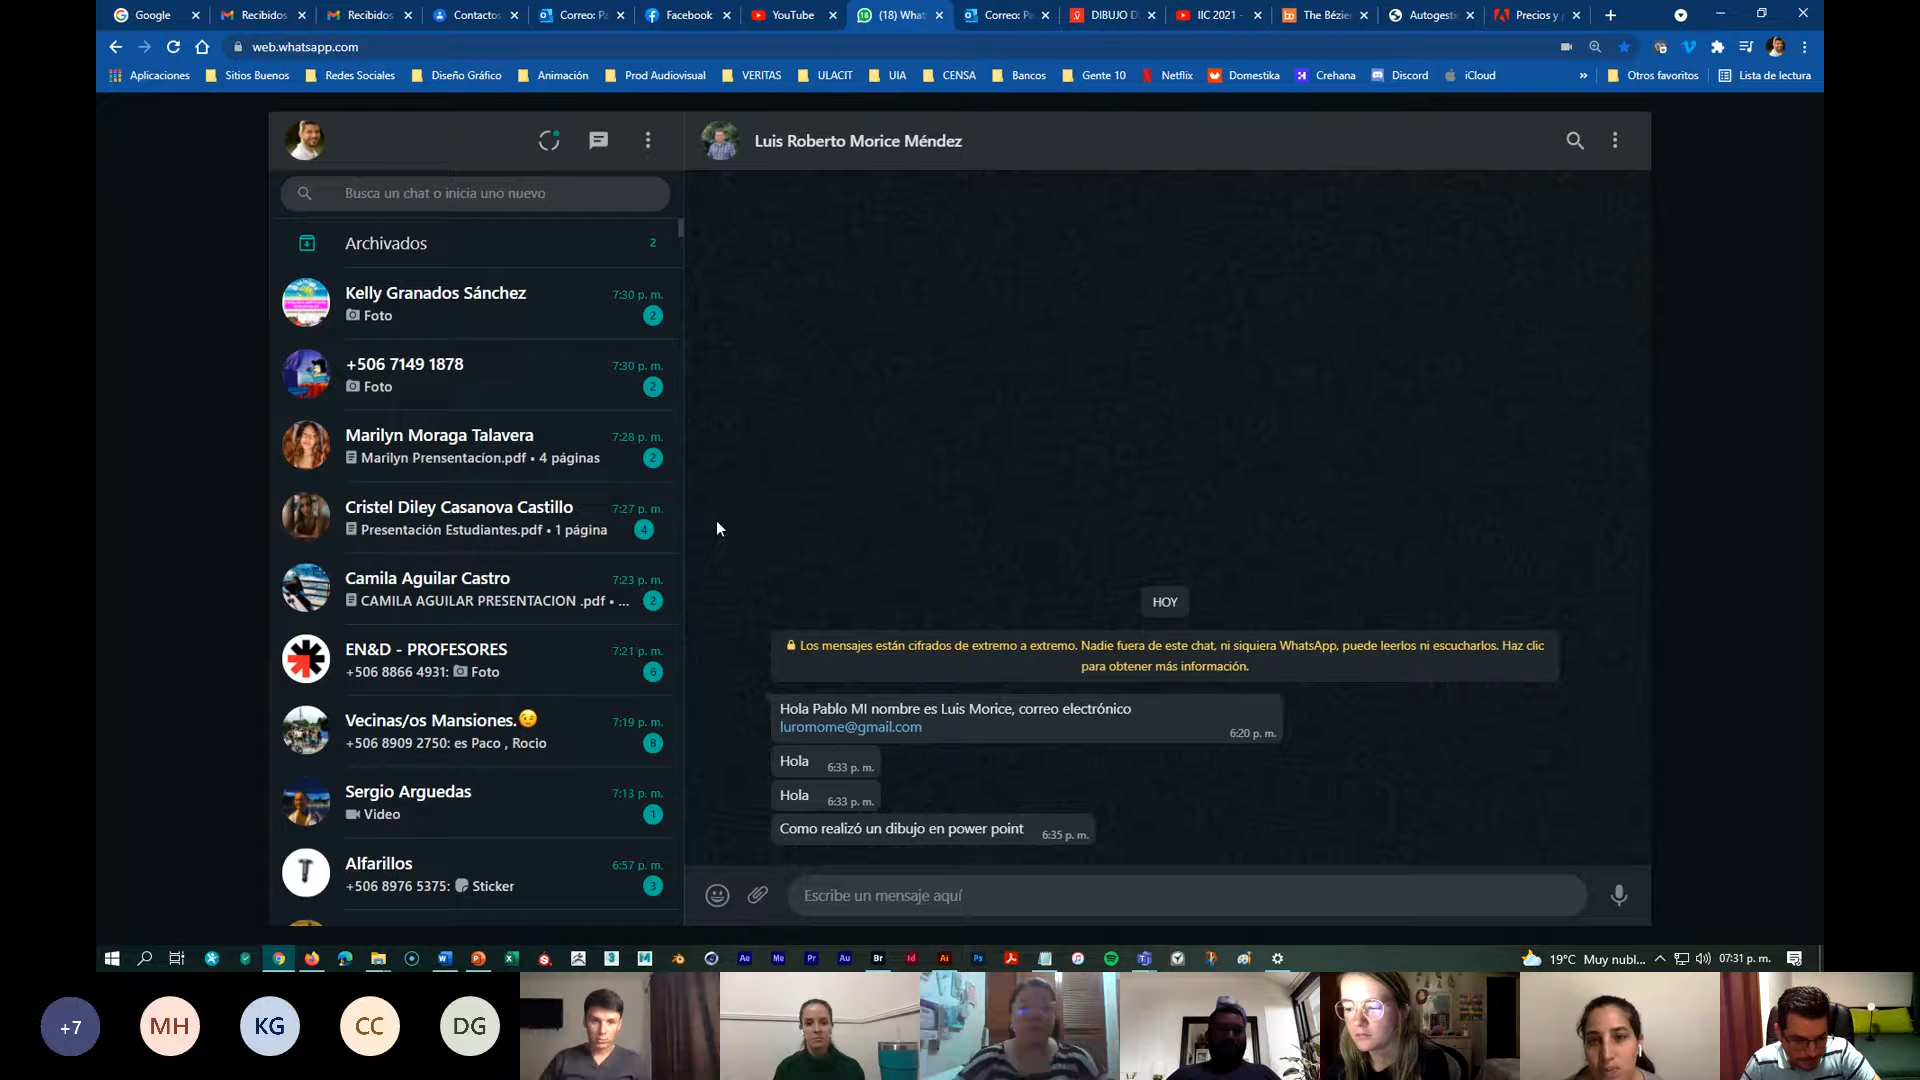 Google
Recibidos
Recibidos
Contactos
Correo: Pa
Facebook
YouTube
(18) What
Correo: Pa
DIBUJO D
IIC 2021 -
The Bézie
Autogesti
Precios y
web.whatsapp.com
Aplicaciones
Sitios Buenos
Redes Sociales
Diseño Gráfico
Animación
Prod Audiovisual
VERITAS
ULACIT
UIA
CENSA
Bancos
Gente 10
Netflix
Domestika
Crehana
Discord
iCloud
»
Otros favoritos
Lista de lectura
Busca un chat o inicia uno nuevo
Archivados
2
Kelly Granados Sánchez
7:30 p. m.
Foto
2
+506 7149 1878
7:30 p. m.
Foto
2
Marilyn Moraga Talavera
7:28 p. m.
Marilyn Prensentacíon.pdf • 4 páginas
2
Cristel Diley Casanova Castillo
7:27 p. m.
Presentación Estudiantes.pdf • 1 página
4
Camila Aguilar Castro
7:23 p. m.
CAMILA AGUILAR PRESENTACION .pdf • ...
2
EN&D - PROFESORES
7:21 p. m.
+506 8866 4931: Foto
6
Vecinas/os Mansiones.😉
7:19 p. m.
+506 8909 2750: es Paco , Rocio
8
Sergio Arguedas
7:13 p. m.
Video
1
Alfarillos
6:57 p. m.
+506 8976 5375: Sticker
3
Luis Roberto Morice Méndez
HOY
Los mensajes están cifrados de extremo a extremo. Nadie fuera de este chat, ni siquiera WhatsApp, puede leerlos ni escucharlos. Haz clic
para obtener más información.
Hola Pablo MI nombre es Luis Morice, correo electrónico
luromome@gmail.com
6:20 p. m.
Hola 6:33 p. m.
Hola 6:33 p. m.
Como realizó un dibujo en power point 6:35 p. m.
Escribe un mensaje aquí
Ae
Me
Pr
Au
Br
Id
Ai
Ps
19°C Muy nubl...
07:31 p. m.
+7
MH
KG
CC
DG